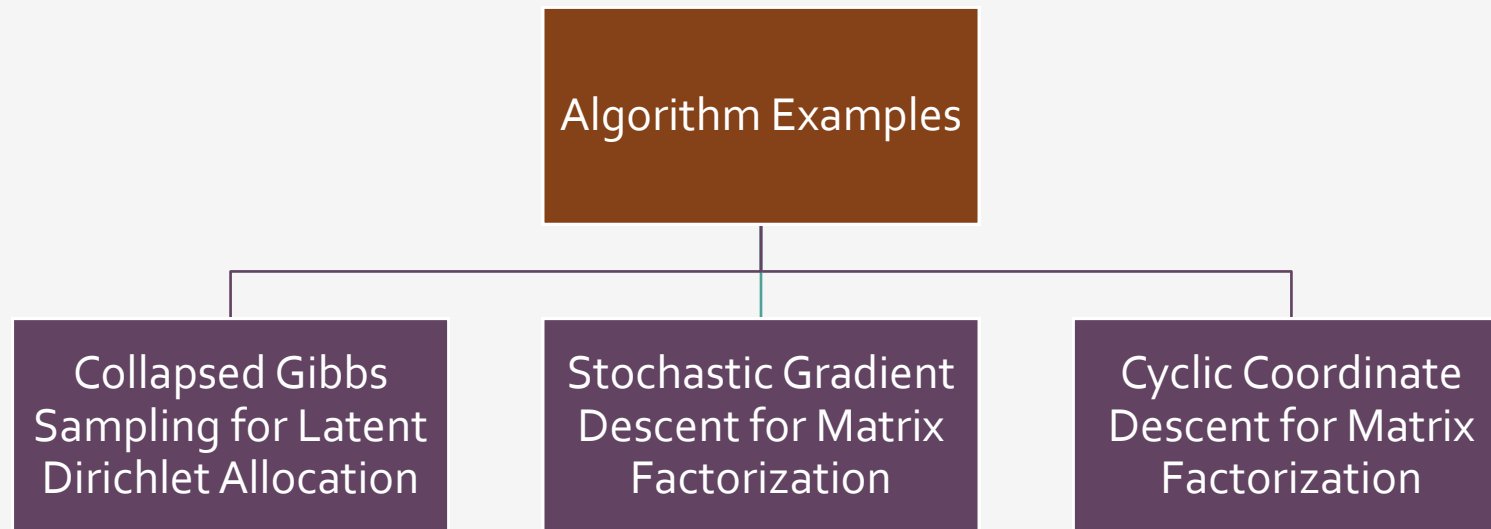 Algorithm Examples
Collapsed Gibbs
Sampling for Latent
Dirichlet Allocation
Stochastic Gradient
Descent for Matrix
Factorization
Cyclic Coordinate
Descent for Matrix
Factorization